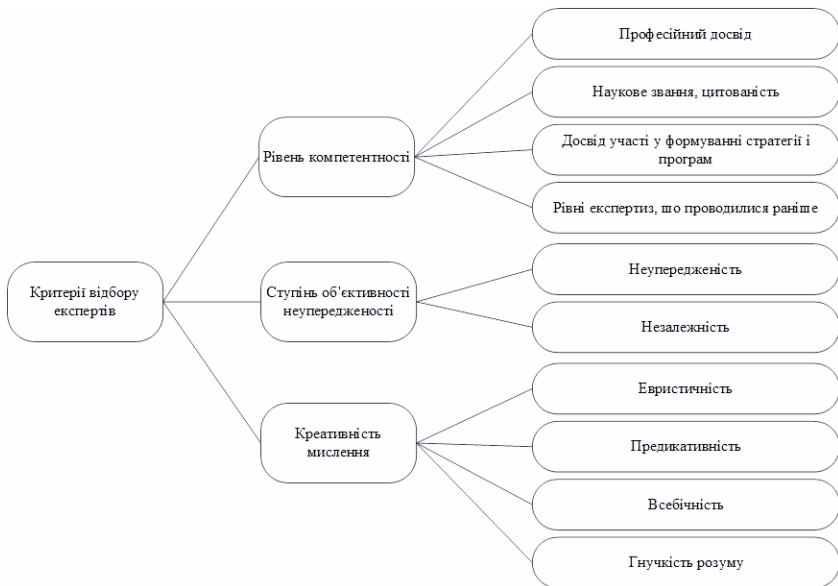 Критерії відбору
експертів
Рівень компетентності
Професійний досвід
Наукове звання, цитованість
Досвід участі у формуванні стратегії і
програм
Рівні експертиз, що проводилися раніше
Ступінь об'єктивності
неупередженості
Неупередженість
Незалежність
Креативність
мислення
Евристичність
Предикативність
Всебічність
Гнучкість розуму